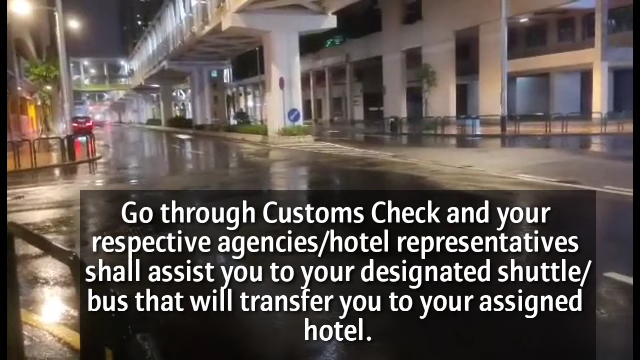 Go through Customs Check and your
respective agencies/hotel representatives
shall assist you to your designated shuttle/
bus that will transfer you to your assigned
hotel.